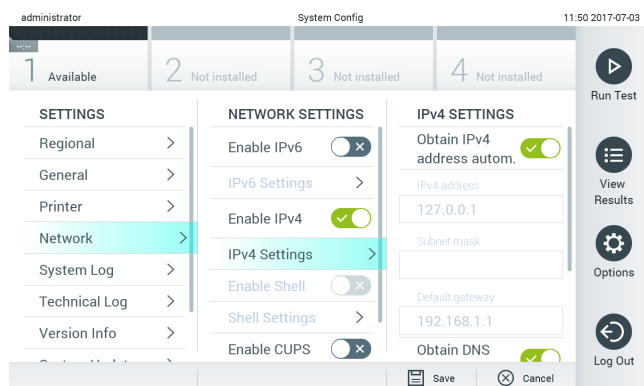 administrator System Config 11:50 2017-07-03
--:--
1 Available 2 Not installed 3 Not installed 4 Not installed
Run Test
SETTINGS
Regional
General
Printer
Network
System Log
Technical Log
Version Info
NETWORK SETTINGS
Enable IPv6
IPv6 Settings
Enable IPv4
IPv4 Settings
Enable Shell
Shell Settings
Enable CUPS
IPv4 SETTINGS
Obtain IPv4
address autom.
IPv4 address
127.0.0.1
Subnet mask
Default gateway
192.168.1.1
Obtain DNS
View
Results
Options
Log Out
Save Cancel